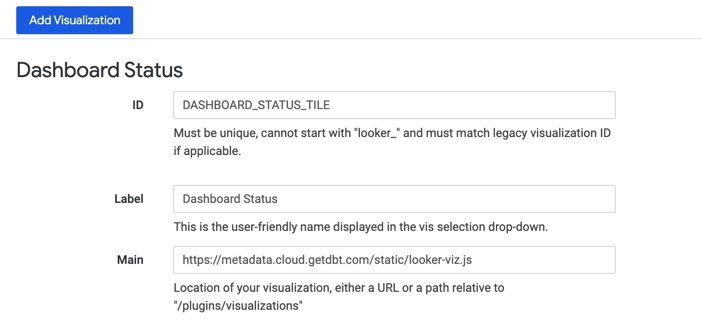 Add Visualization
Dashboard Status
ID
DASHBOARD_STATUS_TILE
Must be unique, cannot start with "looker_" and must match legacy visualization ID
if applicable.
Label
Dashboard Status
This is the user-friendly name displayed in the vis selection drop-down.
Main
https://metadata.cloud.getdbt.com/static/looker-viz.js
Location of your visualization, either a URL or a path relative to
"/plugins/visualizations"